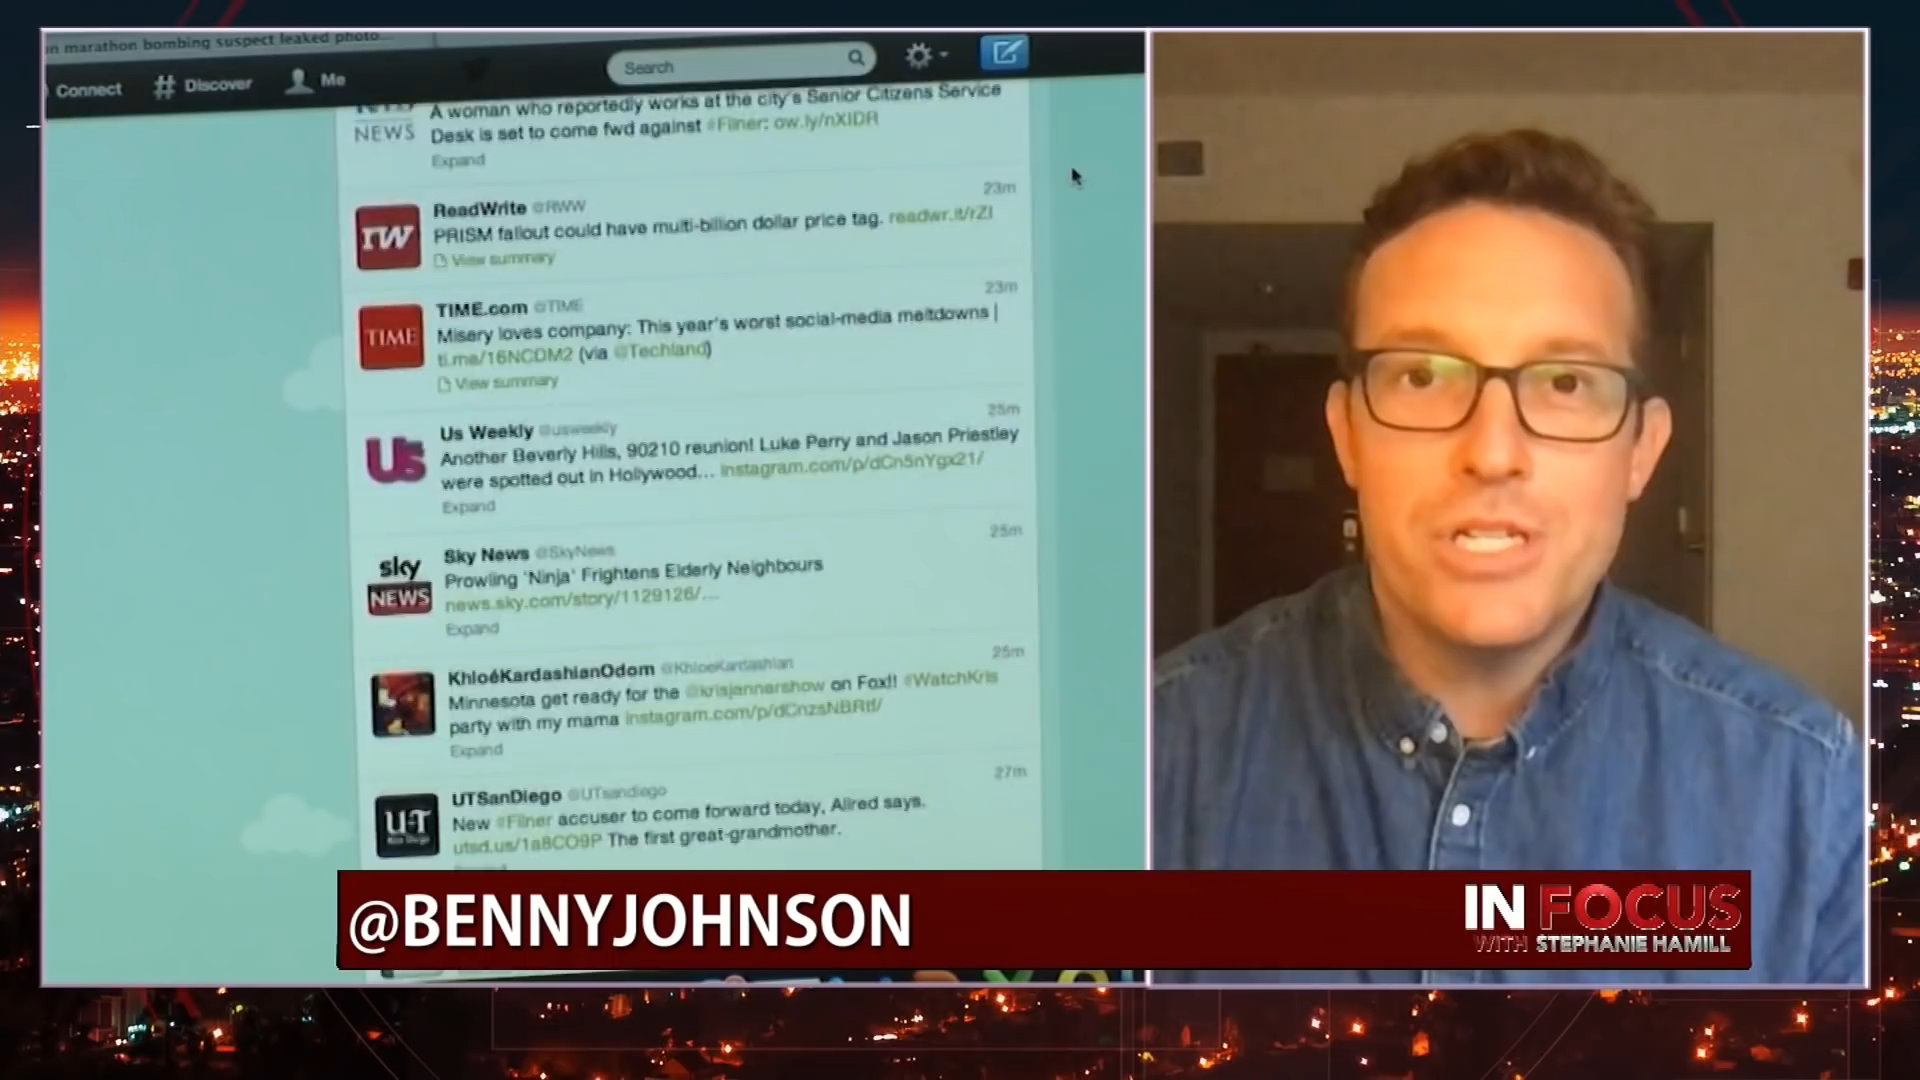 n marathon bombing suspect leaked photo...
Connect
# Discover
Me
Search
NEWS
A woman who reportedly works at the city's Senior Citizens Service
Desk is set to come fwd against #Filner: ow.ly/nXIDR
Expand
23m
ReadWrite @RWW
rw
PRISM fallout could have multi-billion dollar price tag. readwr.it/rZI
View summary
23m
TIME.com @TIME
TIME
Misery loves company: This year's worst social-media meltdowns |
ti.me/16NCDM2 (via @Techland)
View summary
25m
Us Weekly @usweekly
Us
Another Beverly Hills, 90210 reunion! Luke Perry and Jason Priestley
were spotted out in Hollywood... instagram.com/p/dCn5nYgx21/
Expand
25m
Sky News @SkyNews
sky
NEWS
Prowling 'Ninja' Frightens Elderly Neighbours
news.sky.com/story/1129126/...
Expand
25m
KhloéKardashianOdom @KhloeKardashian
Minnesota get ready for the @krisjennershow on Fox!! #WatchKris
party with my mama instagram.com/p/dCnzsNBRtf/
Expand
27m
UTSanDiego @UTsandiego
U-T
San Diego
New #Filner accuser to come forward today, Allred says.
utsd.us/1a8CO9P The first great-grandmother.
@BENNYJOHNSON
IN FOCUS
WITH STEPHANIE HAMILL